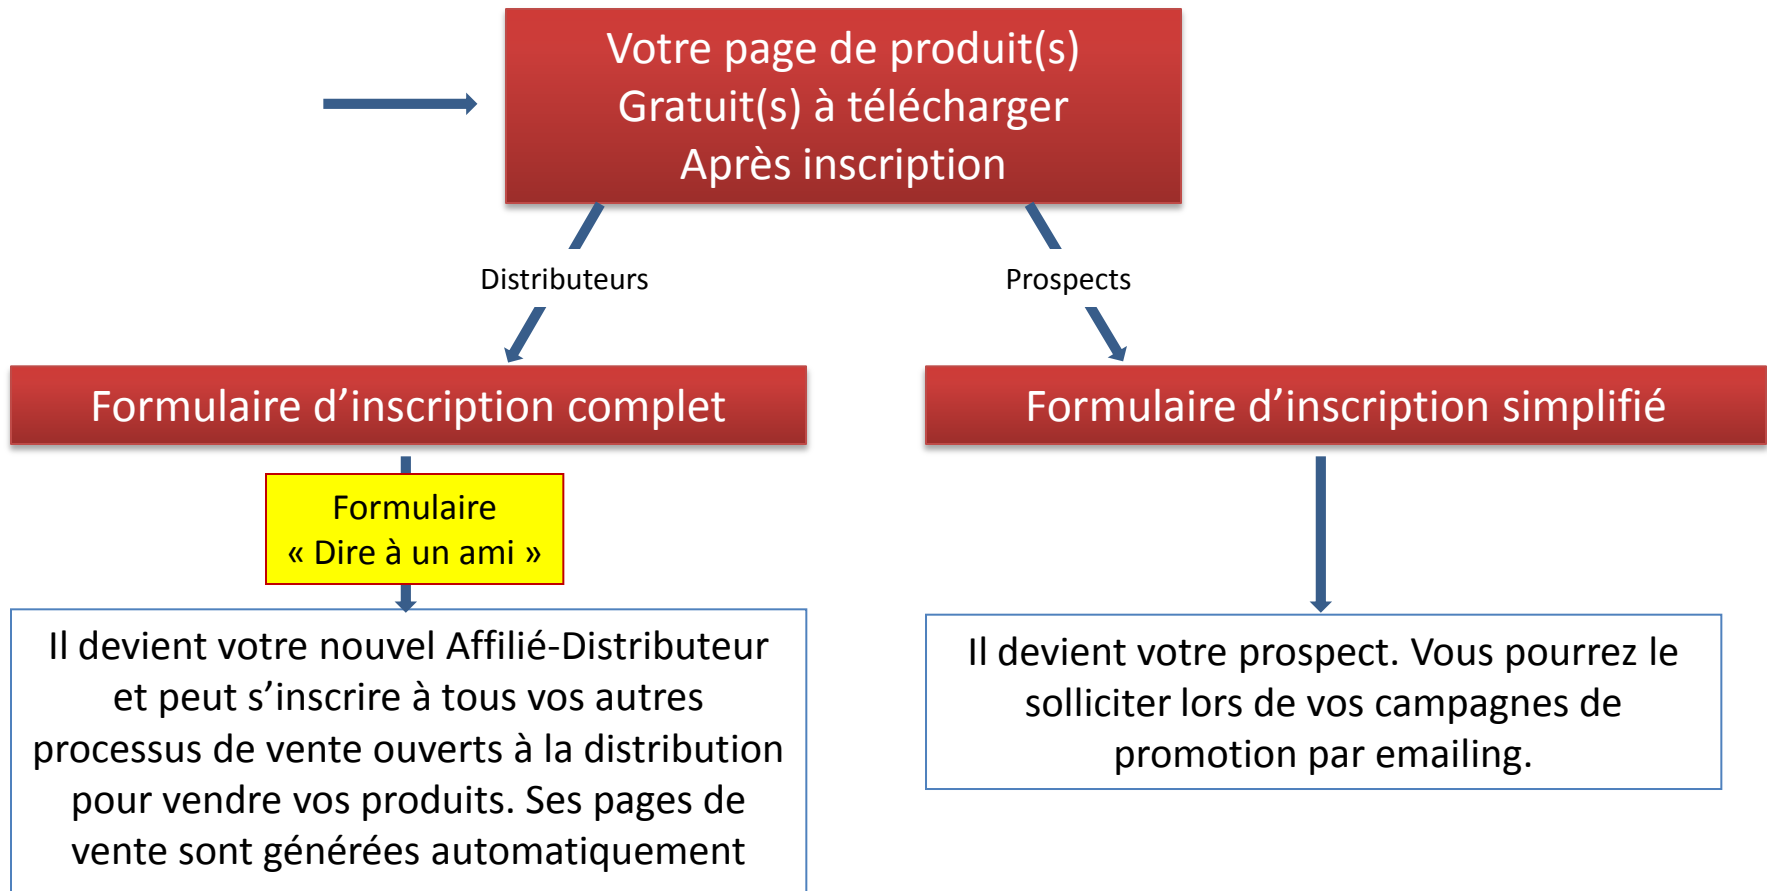 Votre page de produit(s)
Gratuit(s) à télécharger
Après inscription
Distributeurs
Prospects
Formulaire d’inscription complet
Formulaire d’inscription simplifié
Formulaire
« Dire à un ami »
Il devient votre nouvel Affilié-Distributeur
et peut s’inscrire à tous vos autres
processus de vente ouverts à la distribution
pour vendre vos produits. Ses pages de
vente sont générées automatiquement
Il devient votre prospect. Vous pourrez le
solliciter lors de vos campagnes de
promotion par emailing.